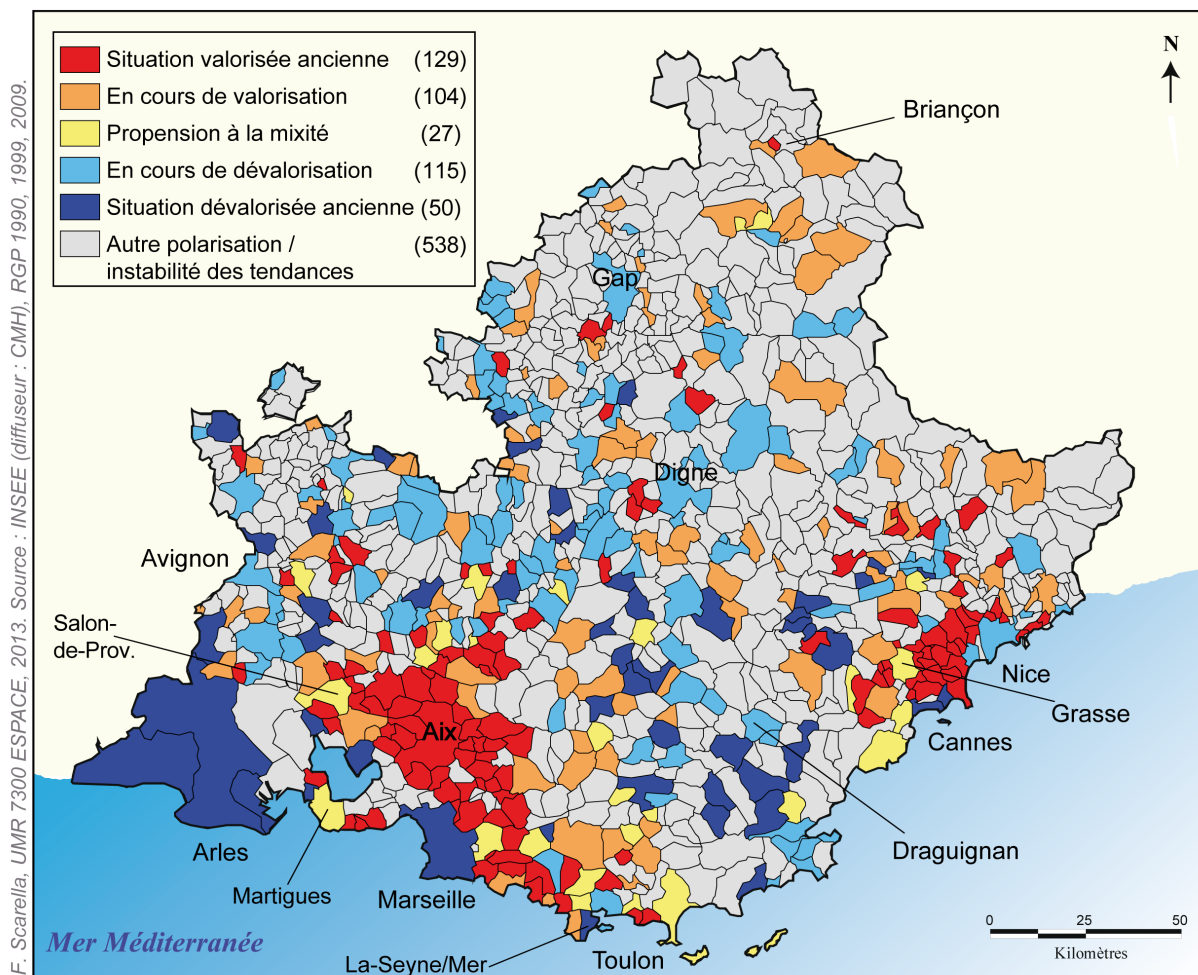 Situation valorisée ancienne (129)
En cours de valorisation (104)
Propension à la mixité (27)
En cours de dévalorisation (115)
Situation dévalorisée ancienne (50)
Autre polarisation / (538)
instabilité des tendances
N
Briançon
Gap
Digne
Avignon
Salon-
de-Prov.
Aix
Nice
Grasse
Cannes
Draguignan
Arles
Martigues
Marseille
La-Seyne/Mer
Toulon
Mer Méditerranée
0 25 50
Kilomètres
F. Scarella, UMR 7300 ESPACE, 2013. Source : INSEE (diffuseur : CMH), RGP 1990, 1999, 2009.